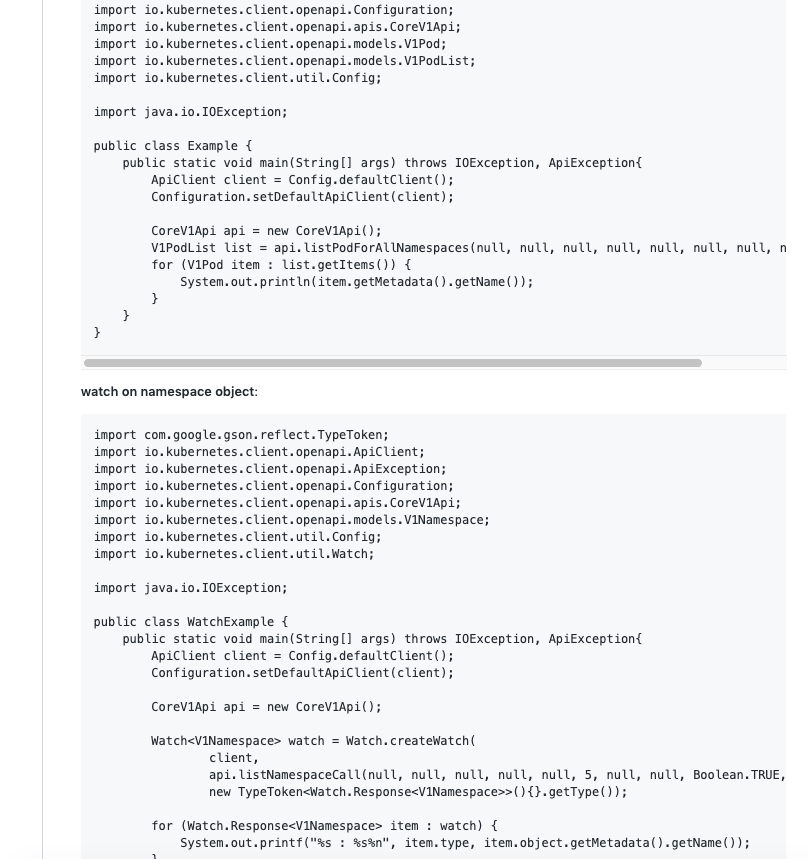 import io.kubernetes.client.openapi.Configuration;
import io.kubernetes.client.openapi.apis.CoreV1Api;
import io.kubernetes.client.openapi.models.V1Pod;
import io.kubernetes.client.openapi.models.V1PodList;
import io.kubernetes.client.util.Config;

import java.io.IOException;

public class Example {
    public static void main(String[] args) throws IOException, ApiException{
        ApiClient client = Config.defaultClient();
        Configuration.setDefaultApiClient(client);

        CoreV1Api api = new CoreV1Api();
        V1PodList list = api.listPodForAllNamespaces(null, null, null, null, null, null, null, n
        for (V1Pod item : list.getItems()) {
            System.out.println(item.getMetadata().getName());
        }
    }
}
watch on namespace object:
import com.google.gson.reflect.TypeToken;
import io.kubernetes.client.openapi.ApiClient;
import io.kubernetes.client.openapi.ApiException;
import io.kubernetes.client.openapi.Configuration;
import io.kubernetes.client.openapi.apis.CoreV1Api;
import io.kubernetes.client.openapi.models.V1Namespace;
import io.kubernetes.client.util.Config;
import io.kubernetes.client.util.Watch;

import java.io.IOException;

public class WatchExample {
    public static void main(String[] args) throws IOException, ApiException{
        ApiClient client = Config.defaultClient();
        Configuration.setDefaultApiClient(client);

        CoreV1Api api = new CoreV1Api();

        Watch<V1Namespace> watch = Watch.createWatch(
                client,
                api.listNamespaceCall(null, null, null, null, null, 5, null, null, Boolean.TRUE,
                new TypeToken<Watch.Response<V1Namespace>>(){}.getType());

        for (Watch.Response<V1Namespace> item : watch) {
            System.out.printf("%s : %s%n", item.type, item.object.getMetadata().getName());
        }